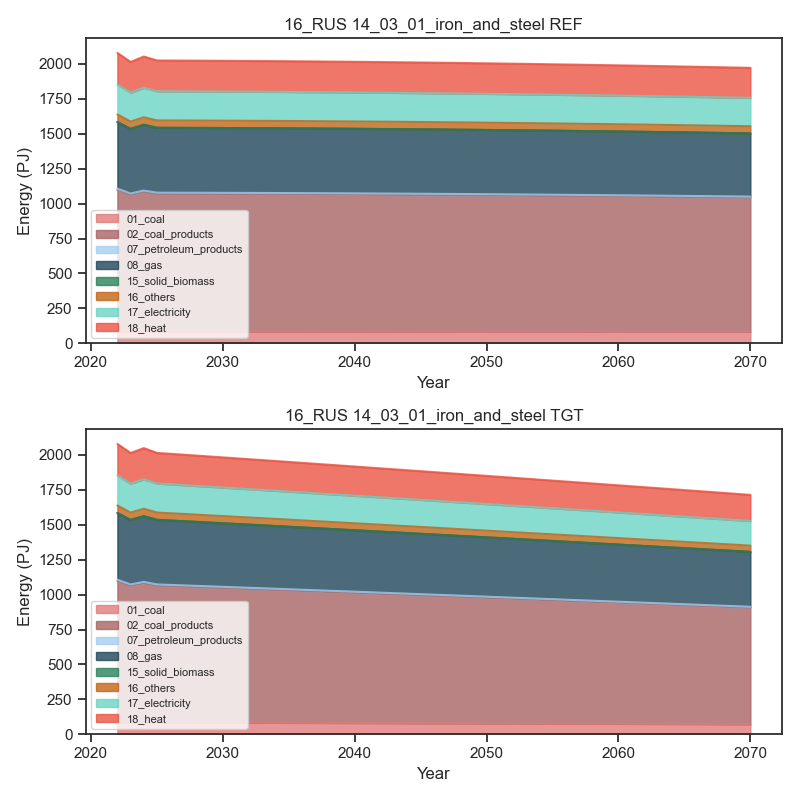 16_RUS 14_03_01_iron_and_steel REF
Energy (PJ)
2000
1750
1500
1250
1000
750
500
250
0
01_coal
02_coal_products
07_petroleum_products
08_gas
15_solid_biomass
16_others
17_electricity
18_heat
2020 2030 2040 2050 2060 2070
Year
16_RUS 14_03_01_iron_and_steel TGT
Energy (PJ)
2000
1750
1500
1250
1000
750
500
250
0
01_coal
02_coal_products
07_petroleum_products
08_gas
15_solid_biomass
16_others
17_electricity
18_heat
2020 2030 2040 2050 2060 2070
Year